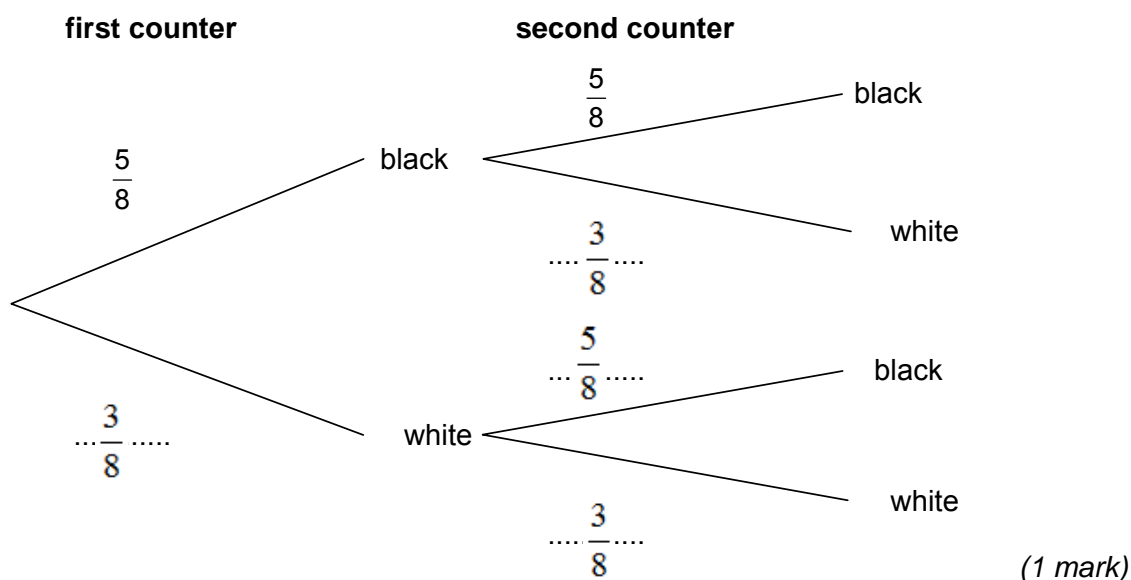 first counter second counter
5/8 black
5/8 black
.... 3/8 .... white
... 5/8 ..... black
... 3/8 ..... white
..... 3/8 .... white
(1 mark)